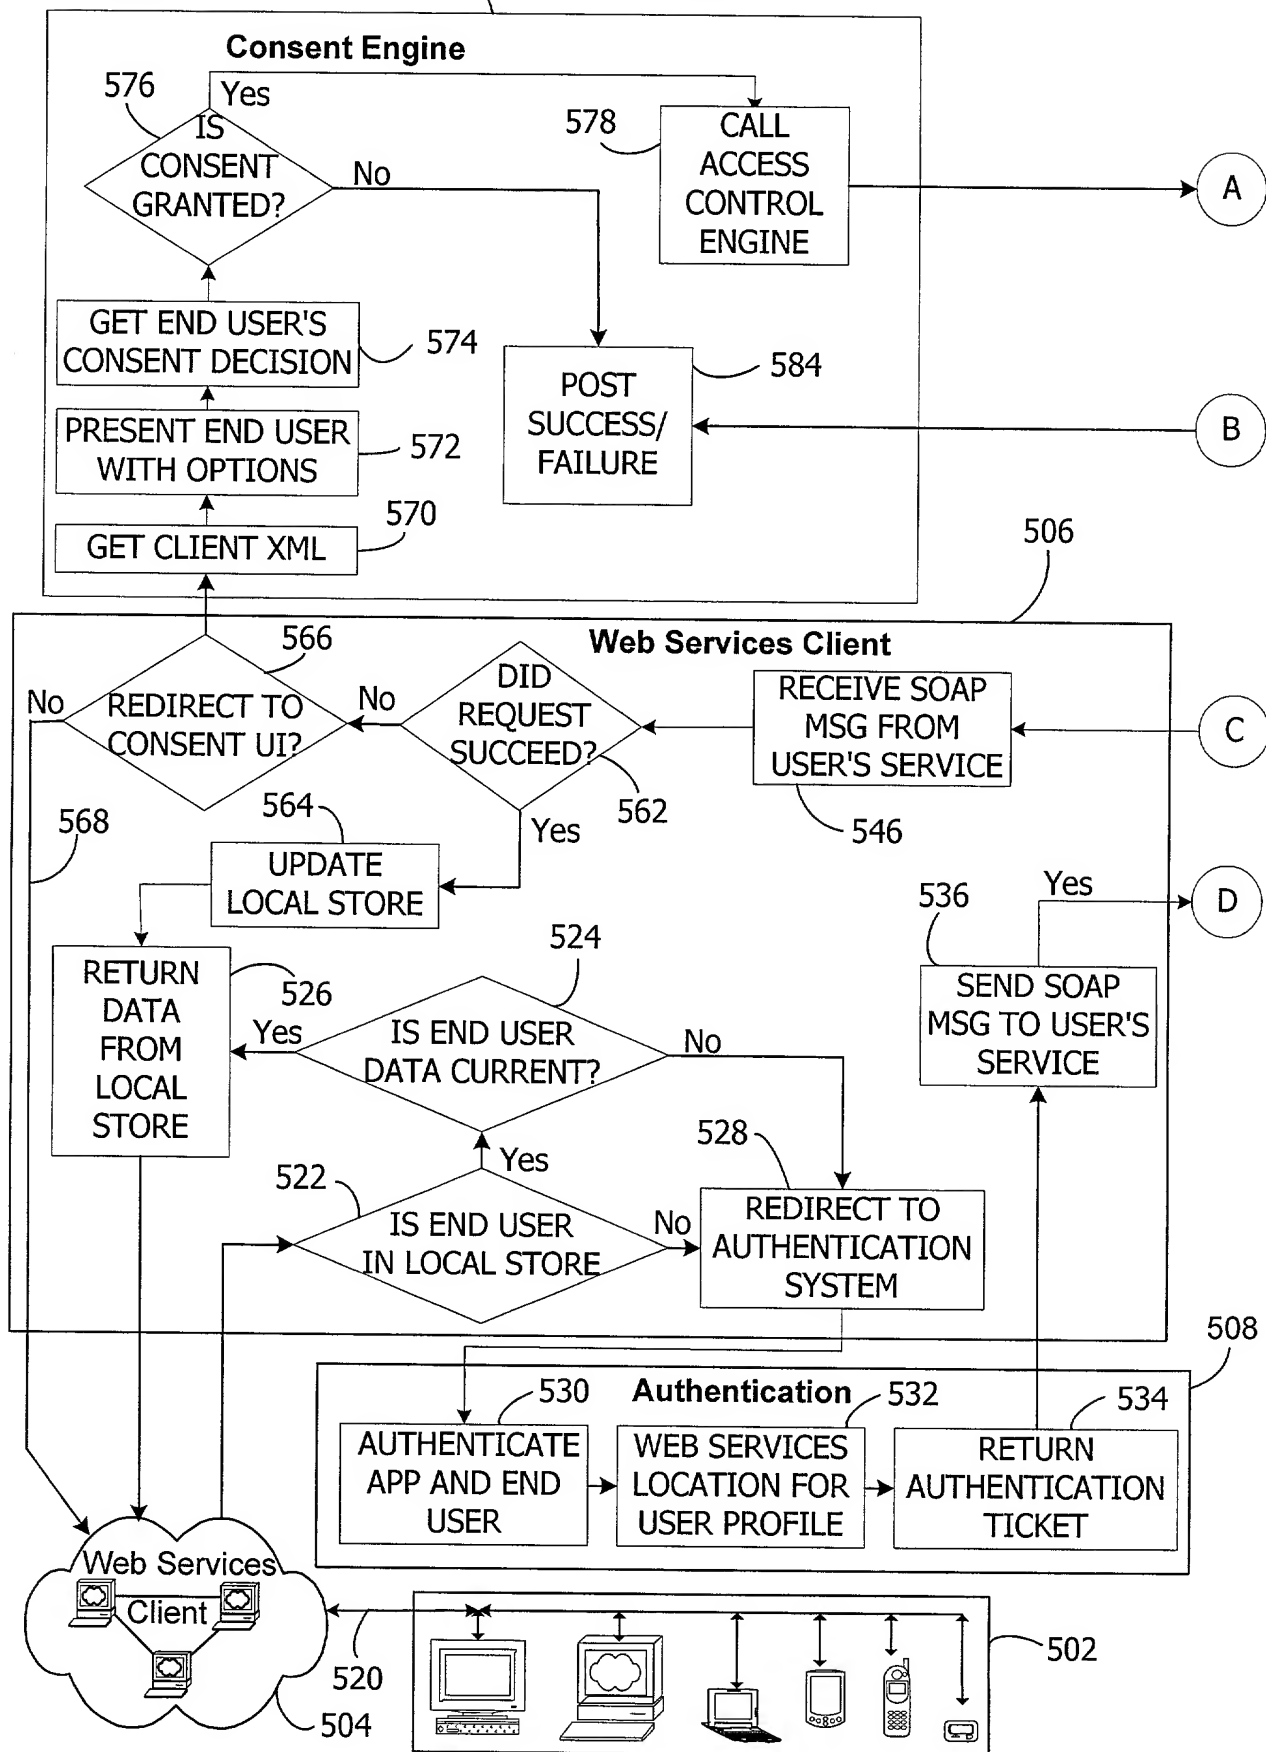 Consent Engine
576
Yes
IS
CONSENT
GRANTED?
No
578
CALL
ACCESS
CONTROL
ENGINE
A
GET END USER'S
CONSENT DECISION
574
PRESENT END USER
WITH OPTIONS
572
570
GET CLIENT XML
POST
SUCCESS/
FAILURE
584
B
506
Web Services Client
566
No
REDIRECT TO
CONSENT UI?
No
DID
REQUEST
SUCCEED?
562
RECEIVE SOAP
MSG FROM
USER'S SERVICE
546
C
568
564
Yes
UPDATE
LOCAL STORE
536
Yes
D
524
RETURN
DATA
FROM
LOCAL
STORE
526
Yes
IS END USER
DATA CURRENT?
No
SEND SOAP
MSG TO USER'S
SERVICE
528
522
Yes
IS END USER
IN LOCAL STORE
No
REDIRECT TO
AUTHENTICATION
SYSTEM
508
Authentication
530
532
534
AUTHENTICATE
APP AND END
USER
WEB SERVICES
LOCATION FOR
USER PROFILE
RETURN
AUTHENTICATION
TICKET
Web Services
Client
520
504
502